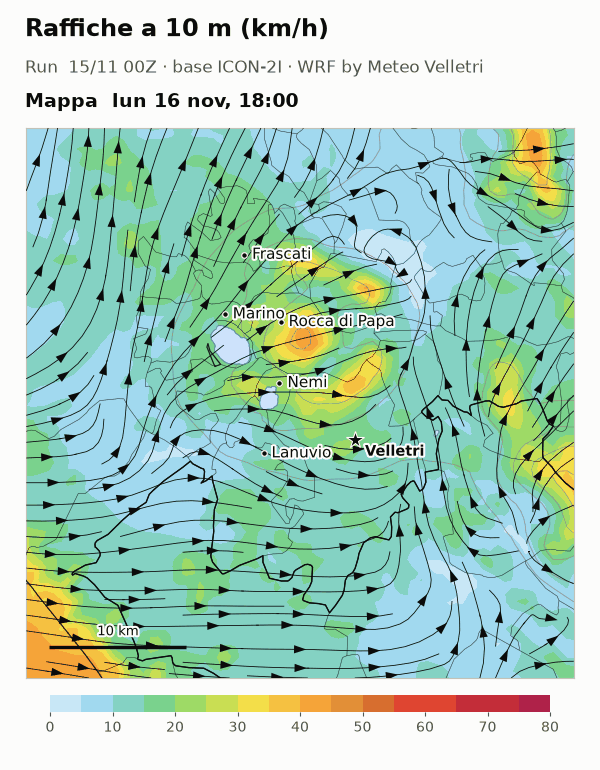 Raffiche a 10 m (km/h)
Run  15/11 00Z · base ICON-2I · WRF by Meteo Velletri
Mappa  lun 16 nov, 18:00
Frascati
Marino
Rocca di Papa
Nemi
Velletri
Lanuvio
10 km
0 10 20 30 40 50 60 70 80